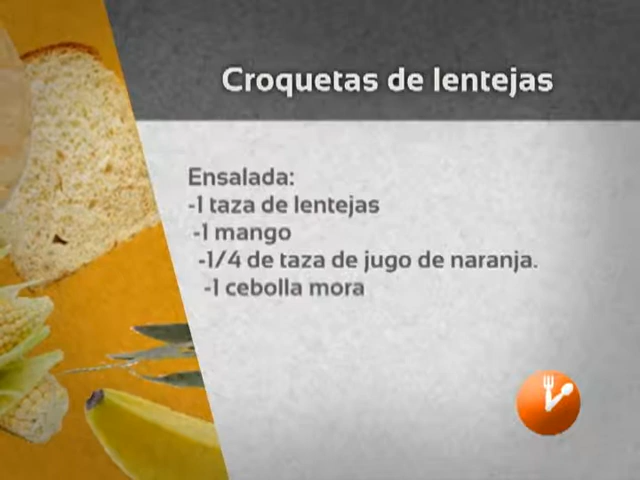 Croquetas de lentejas
Ensalada:
-1 taza de lentejas
-1 mango
-1/4 de taza de jugo de naranja.
-1 cebolla mora